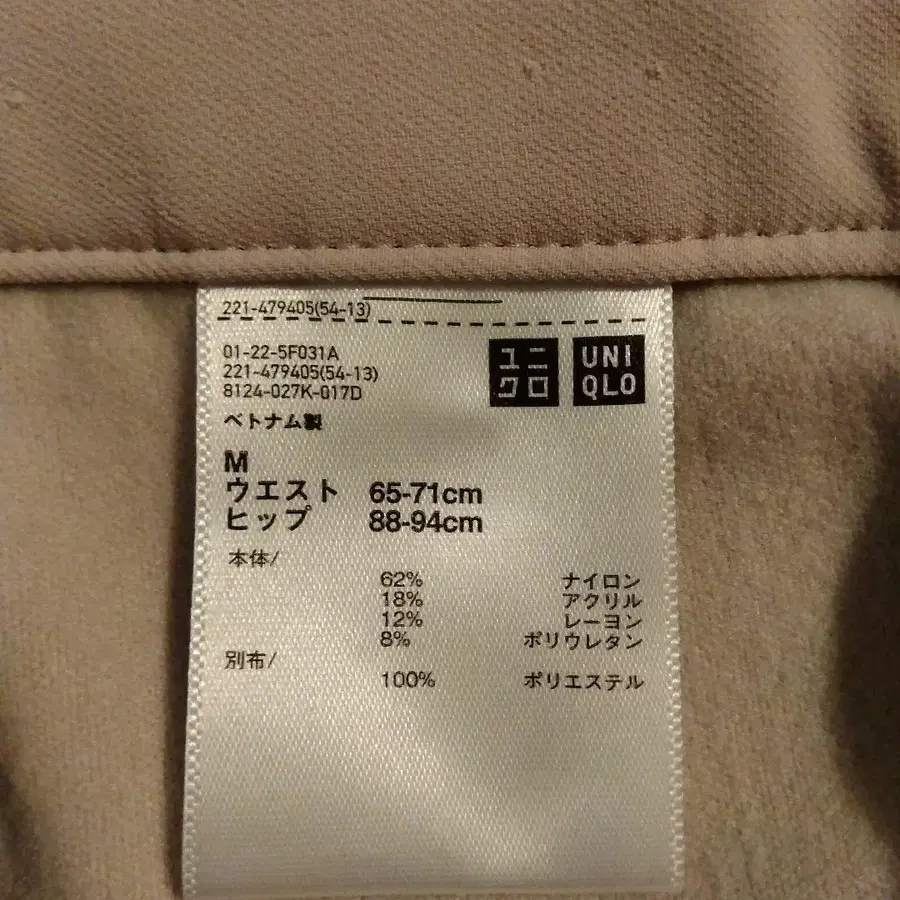 221-479405(54-13)
01-22-5F031A
221-479405(54-13)
8124-027K-017D
ユニ
クロ
UNI
QLO
ベトナム製
M
ウエスト 65-71cm
ヒップ 88-94cm
本体/
62% ナイロン
18% アクリル
12% レーヨン
8% ポリウレタン
別布/
100% ポリエステル